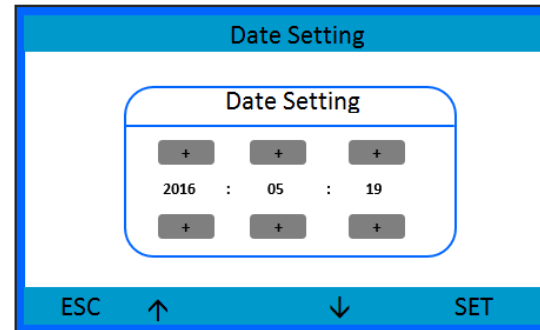 Date Setting
Date Setting
+ + +
2016 : 05 : 19
+ + +
ESC ↑ ↓ SET